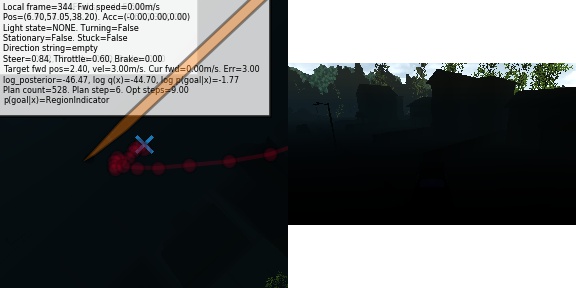 Local frame=344. Fwd speed=0.00m/s
Pos=(6.70,57.05,38.20). Acc=(-0.00,0.00,0.00)
Light state=NONE. Turning=False
Stationary=False. Stuck=False
Direction string=empty
Steer=0.84, Throttle=0.60, Brake=0.00
Target fwd pos=2.40, vel=3.00m/s. Cur fwd=0.00m/s. Err=3.00
log_posterior=-46.47, log q(x)=-44.70, log p(goal|x)=-1.77
Plan count=528. Plan step=6. Opt steps=9.00
p(goal|x)=RegionIndicator